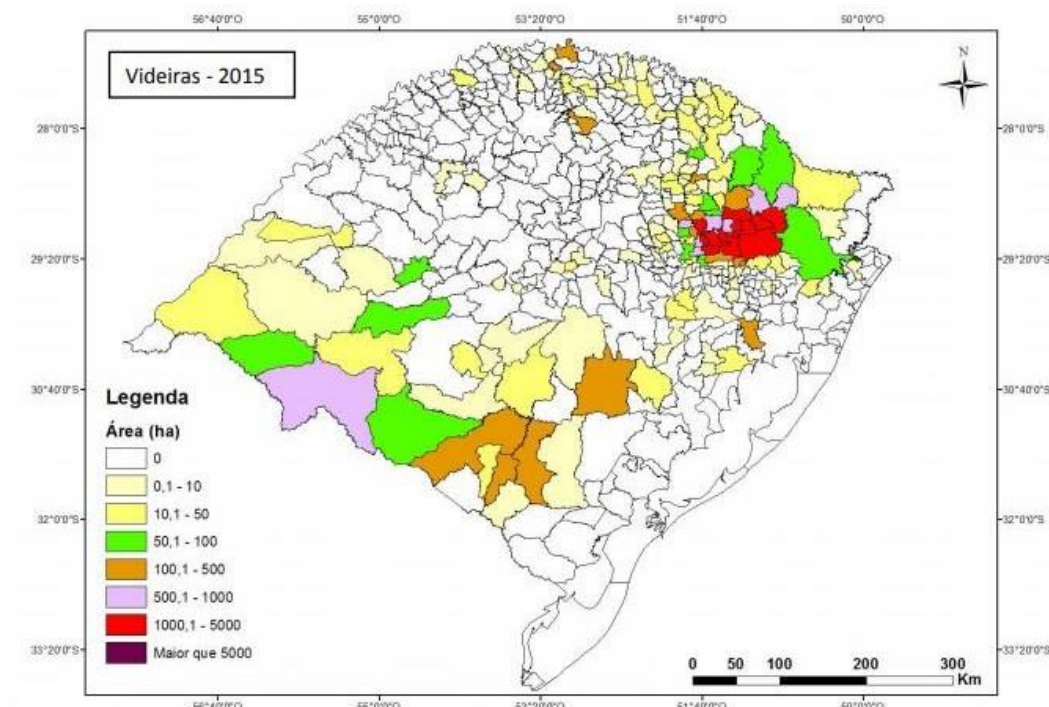 56°40'0"O 55°0'0"O 53°20'0"O 51°40'0"O 50°0'0"O
Videiras - 2015
N
28°0'0"S 28°0'0"S
29°20'0"S 29°20'0"S
30°40'0"S 30°40'0"S
Legenda
Área (ha)
0
0,1 - 10
10,1 - 50
32°0'0"S 32°0'0"S
50,1 - 100
100,1 - 500
500,1 - 1000
1000,1 - 5000
Maior que 5000
33°20'0"S 33°20'0"S
0 50 100 200 300
Km